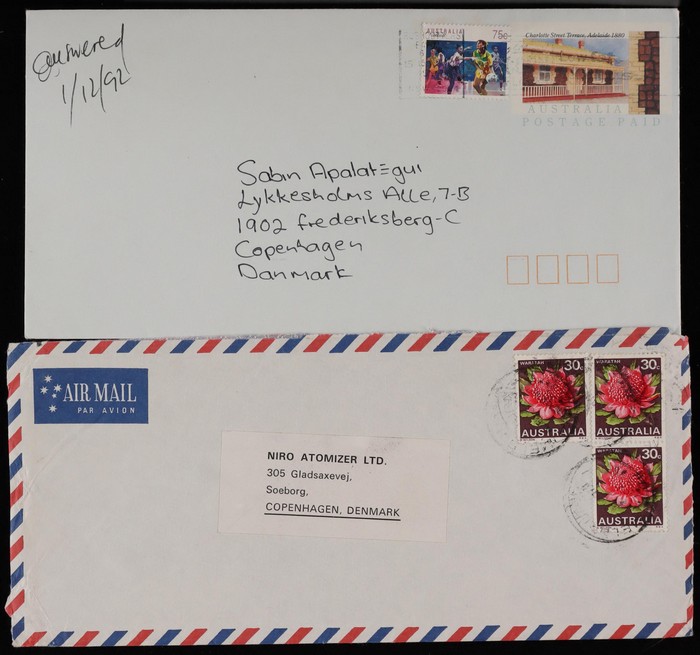 answered
1/12/92
AUSTRALIA 75c
Charlotte Street Terrace, Adelaide 1880
AUSTRALIA
POSTAGE PAID
Sabin Apalategui
Lykkesholms Alle, 7-B
1902 frederiksberg-C
Copenhagen
Danmark
AIR MAIL
PAR AVION
WARATAH 30c
AUSTRALIA
WARATAH 30c
AUSTRALIA
WARATAH 30c
AUSTRALIA
NIRO ATOMIZER LTD.
305 Gladsaxevej,
Soeborg,
COPENHAGEN, DENMARK